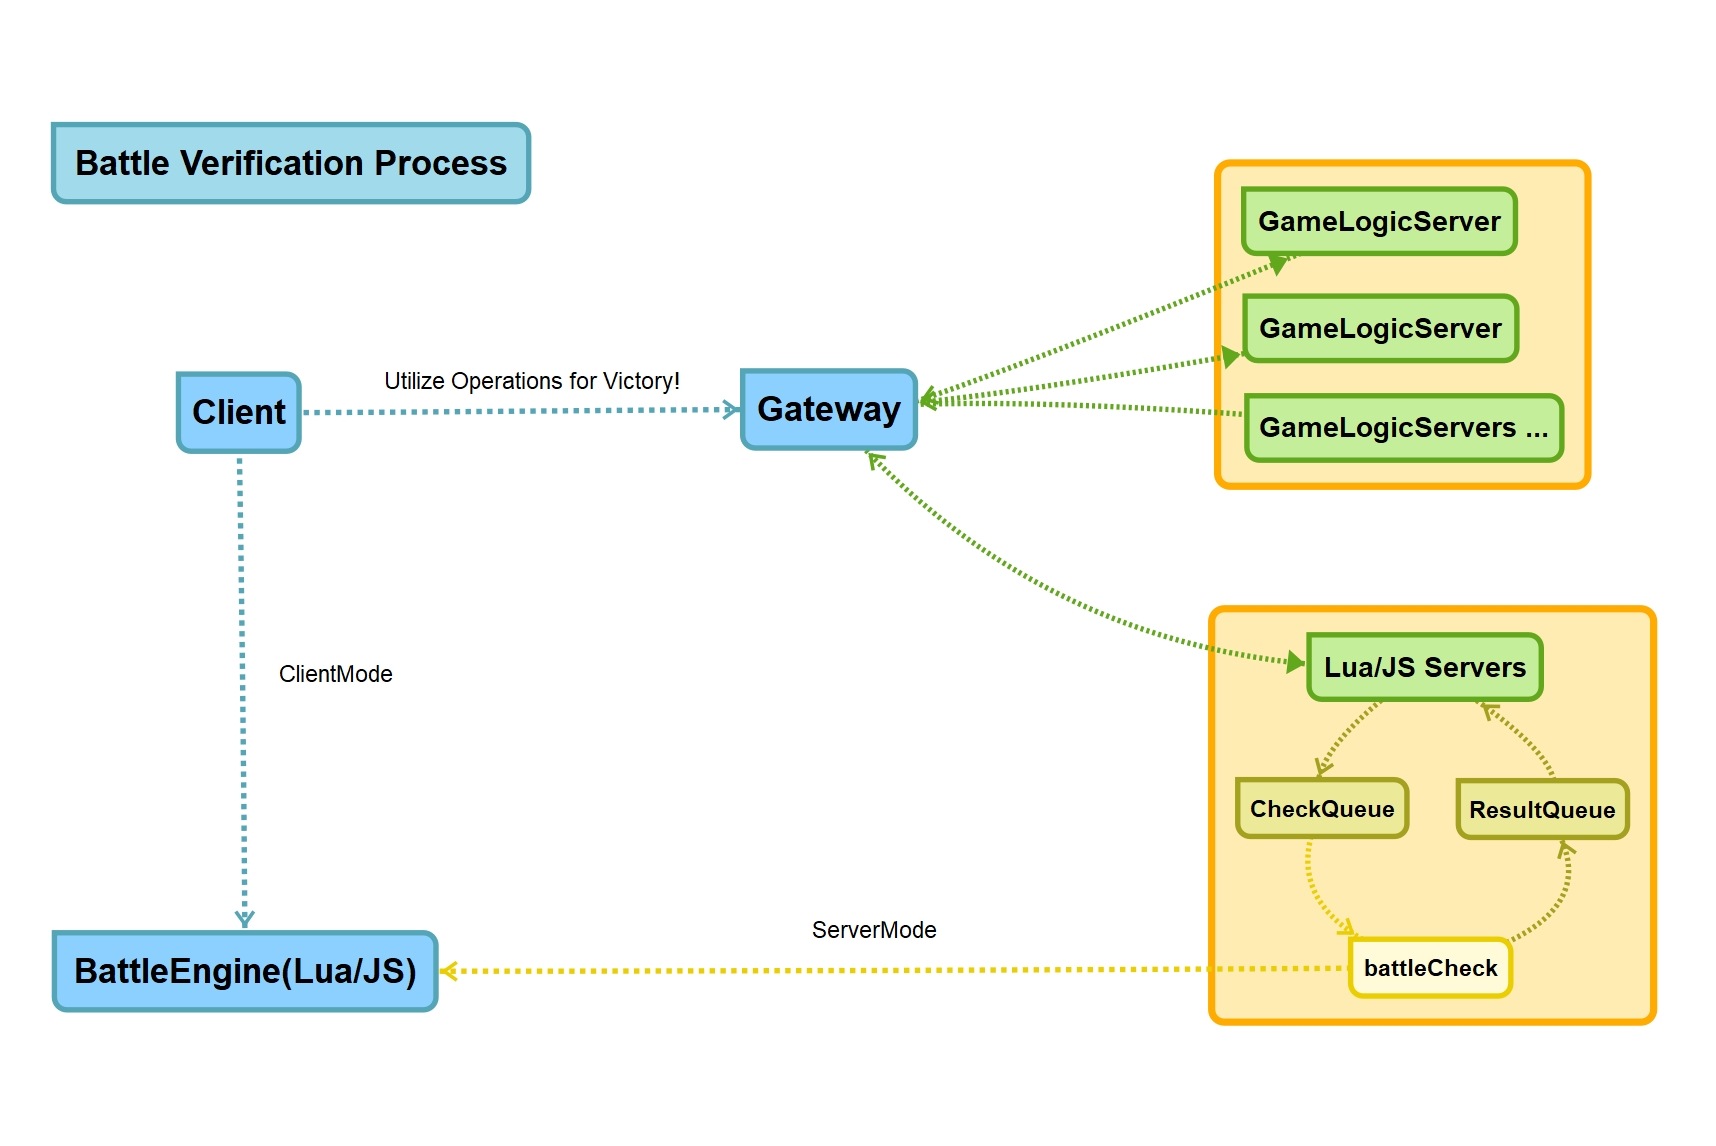 Battle Verification Process
GameLogicServer
GameLogicServer
GameLogicServers ...
Client
Utilize Operations for Victory!
Gateway
ClientMode
Lua/JS Servers
CheckQueue
ResultQueue
battleCheck
ServerMode
BattleEngine(Lua/JS)